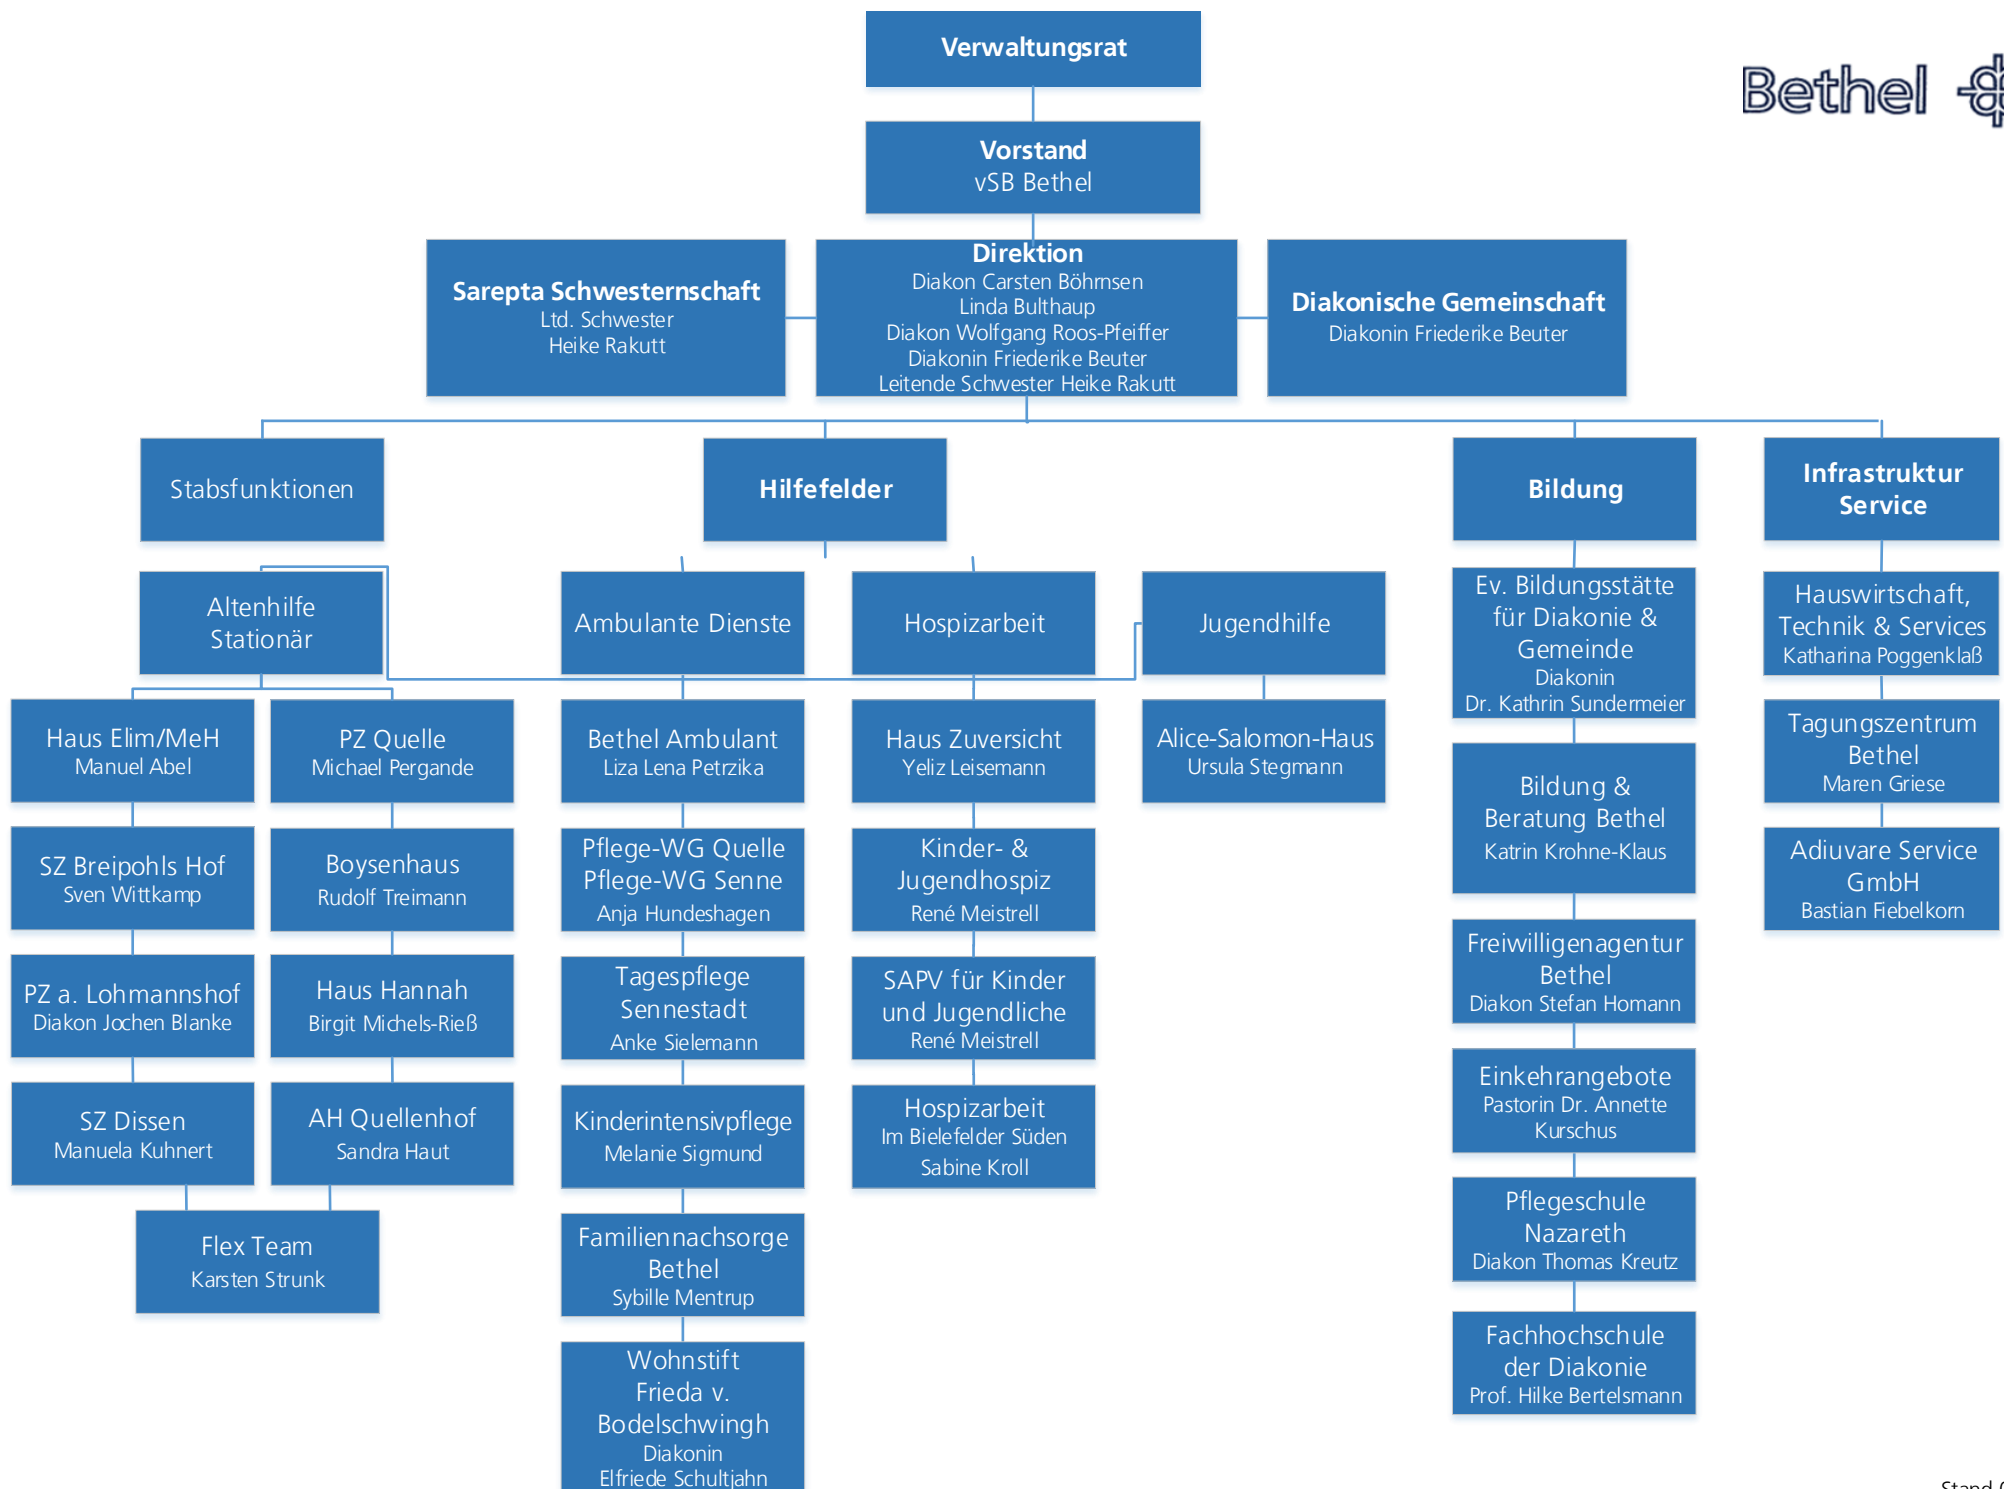 Verwaltungsrat
Bethel
Vorstand
vSB Bethel
Sarepta Schwesternschaft
Ltd. Schwester
Heike Rakutt
Direktion
Diakon Carsten Böhrnsen
Linda Bulthaup
Diakon Wolfgang Roos-Pfeiffer
Diakonin Friederike Beuter
Leitende Schwester Heike Rakutt
Diakonische Gemeinschaft
Diakonin Friederike Beuter
Stabsfunktionen
Hilfefelder
Bildung
Infrastruktur
Service
Altenhilfe
Stationär
Ambulante Dienste
Hospizarbeit
Jugendhilfe
Haus Elim/MeH
Manuel Abel
SZ Breipohls Hof
Sven Wittkamp
PZ a. Lohmannshof
Diakon Jochen Blanke
SZ Dissen
Manuela Kuhnert
PZ Quelle
Michael Pergande
Boysenhaus
Rudolf Treimann
Haus Hannah
Birgit Michels-Rieß
AH Quellenhof
Sandra Haut
Flex Team
Karsten Strunk
Bethel Ambulant
Liza Lena Petrzika
Pflege-WG Quelle
Pflege-WG Senne
Anja Hundeshagen
Tagespflege
Sennestadt
Anke Sielemann
Kinderintensivpflege
Melanie Sigmund
Familiennachsorge
Bethel
Sybille Mentrup
Wohnstift
Frieda v.
Bodelschwingh
Diakonin
Elfriede Schultjahn
Haus Zuversicht
Yeliz Leisemann
Kinder- &
Jugendhospiz
René Meistrell
SAPV für Kinder
und Jugendliche
René Meistrell
Hospizarbeit
Im Bielefelder Süden
Sabine Kroll
Alice-Salomon-Haus
Ursula Stegmann
Ev. Bildungsstätte
für Diakonie &
Gemeinde
Diakonin
Dr. Kathrin Sundermeier
Bildung &
Beratung Bethel
Katrin Krohne-Klaus
Freiwilligenagentur
Bethel
Diakon Stefan Homann
Einkehrangebote
Pastorin Dr. Annette
Kurschus
Pflegeschule
Nazareth
Diakon Thomas Kreutz
Fachhochschule
der Diakonie
Prof. Hilke Bertelsmann
Hauswirtschaft,
Technik & Services
Katharina Poggenklaß
Tagungszentrum
Bethel
Maren Griese
Adiuvare Service
GmbH
Bastian Fiebelkorn
Stand